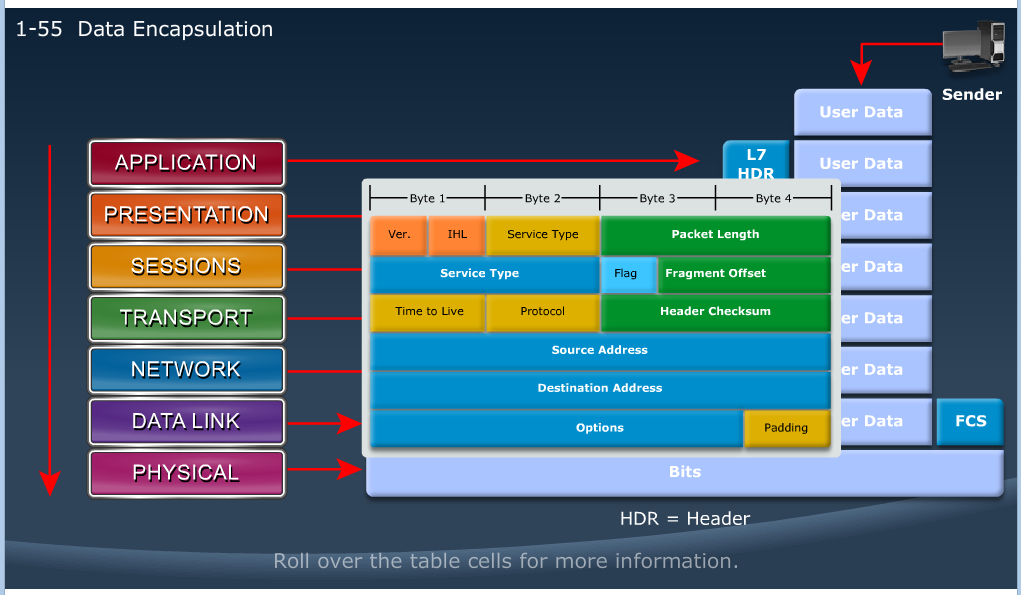 1-55 Data Encapsulation
Sender
User Data
APPLICATION
L7
HDR
User Data
Byte 1
Byte 2
Byte 3
Byte 4
PRESENTATION
Ver.
IHL
Service Type
Packet Length
er Data
SESSIONS
Service Type
Flag
Fragment Offset
er Data
TRANSPORT
Time to Live
Protocol
Header Checksum
er Data
NETWORK
Source Address
er Data
Destination Address
DATA LINK
Options
Padding
er Data
FCS
PHYSICAL
Bits
HDR = Header
Roll over the table cells for more information.